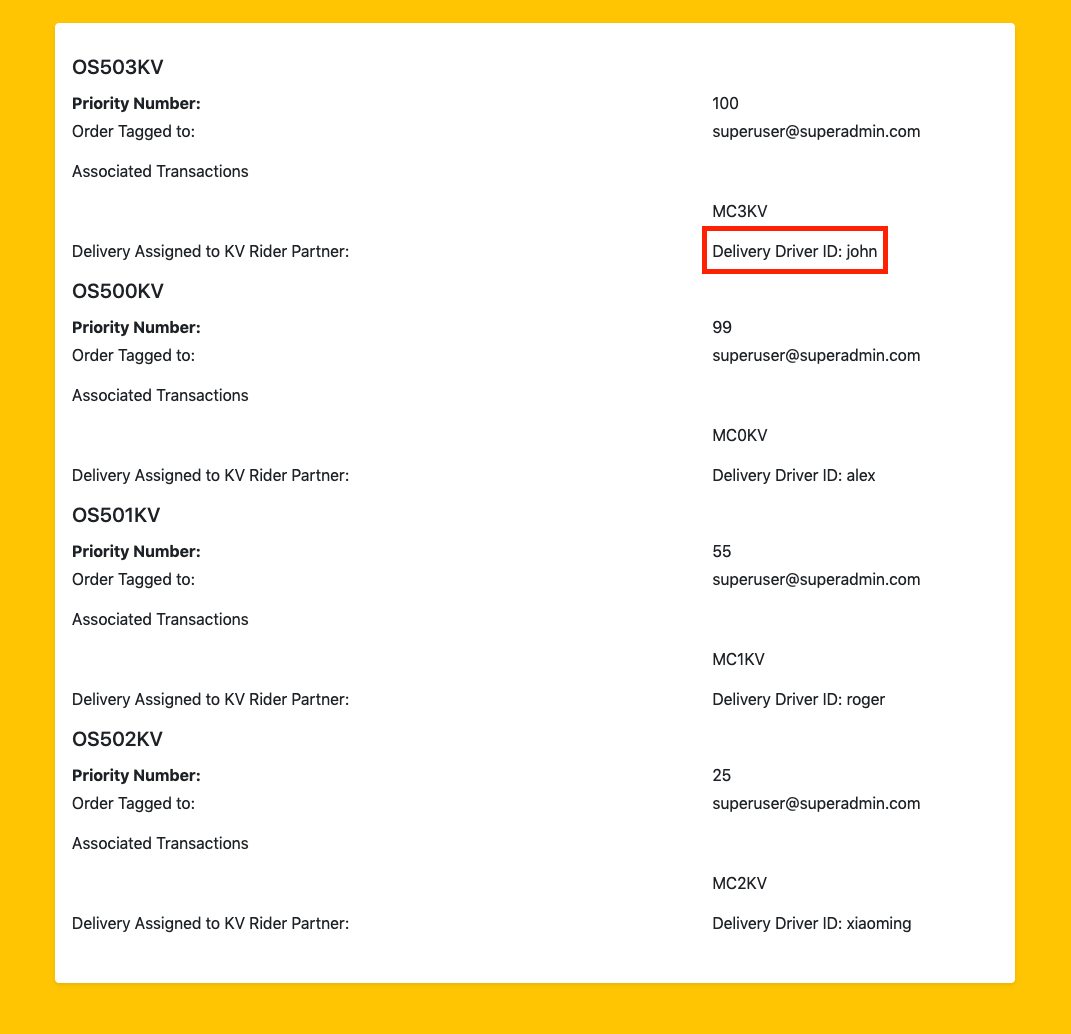 OS503KV
Priority Number: 100
Order Tagged to: superuser@superadmin.com
Associated Transactions
MC3KV
Delivery Assigned to KV Rider Partner: Delivery Driver ID: john
OS500KV
Priority Number: 99
Order Tagged to: superuser@superadmin.com
Associated Transactions
MC0KV
Delivery Assigned to KV Rider Partner: Delivery Driver ID: alex
OS501KV
Priority Number: 55
Order Tagged to: superuser@superadmin.com
Associated Transactions
MC1KV
Delivery Assigned to KV Rider Partner: Delivery Driver ID: roger
OS502KV
Priority Number: 25
Order Tagged to: superuser@superadmin.com
Associated Transactions
MC2KV
Delivery Assigned to KV Rider Partner: Delivery Driver ID: xiaoming